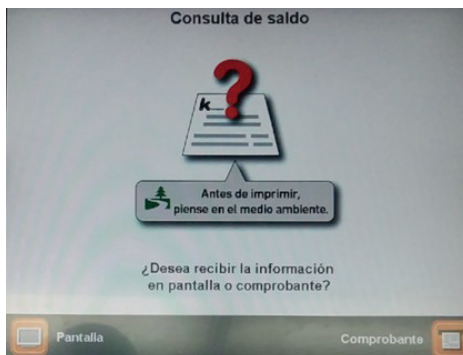 Consulta de saldo
k
?
Antes de imprimir,
piense en el medio ambiente.
¿Desea recibir la información
en pantalla o comprobante?
Pantalla
Comprobante